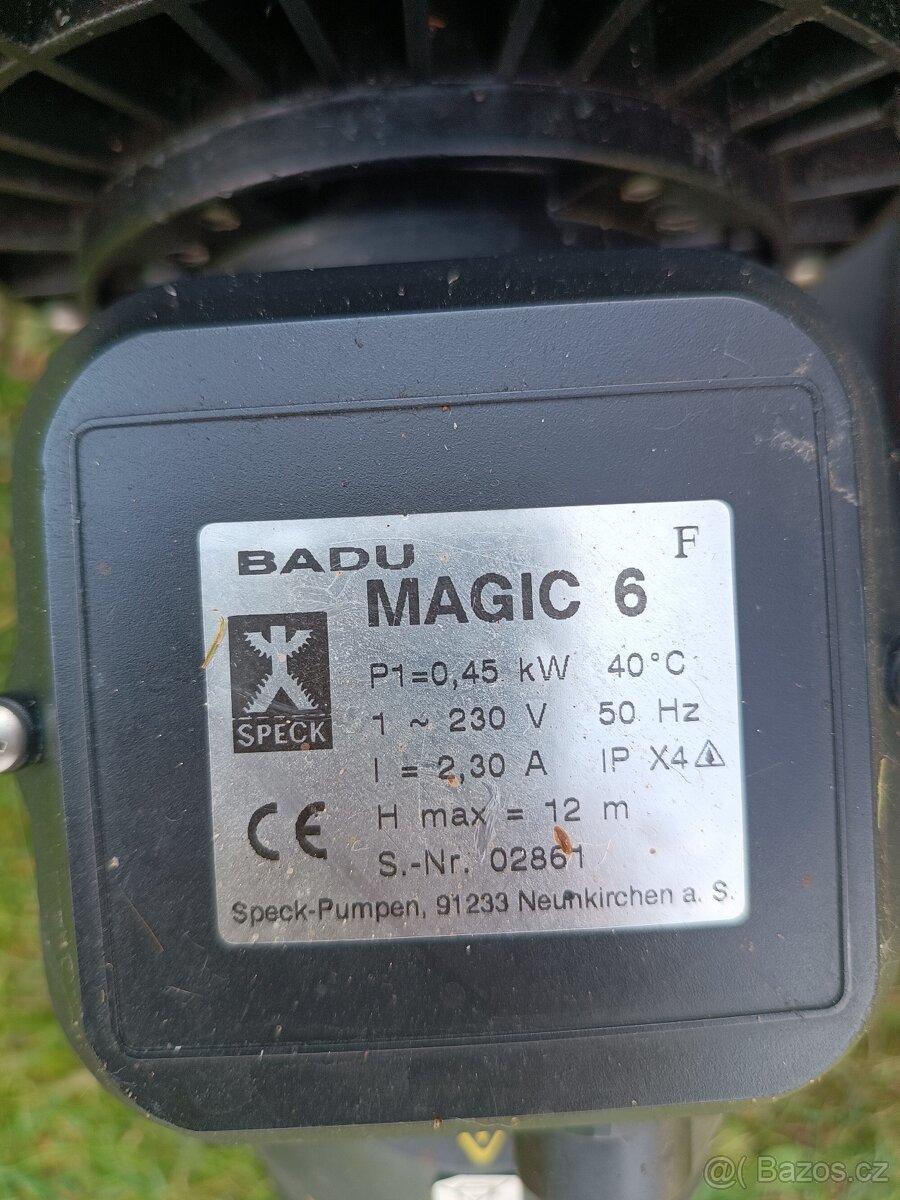 BADU F
MAGIC 6
P1=0,45 kW 40°C
1 ~ 230 V 50 Hz
I = 2,30 A IP X4
H max = 12 m
S.-Nr. 02861
SPECK
CE
Speck-Pumpen, 91233 Neunkirchen a. S.
@( Bazos.cz